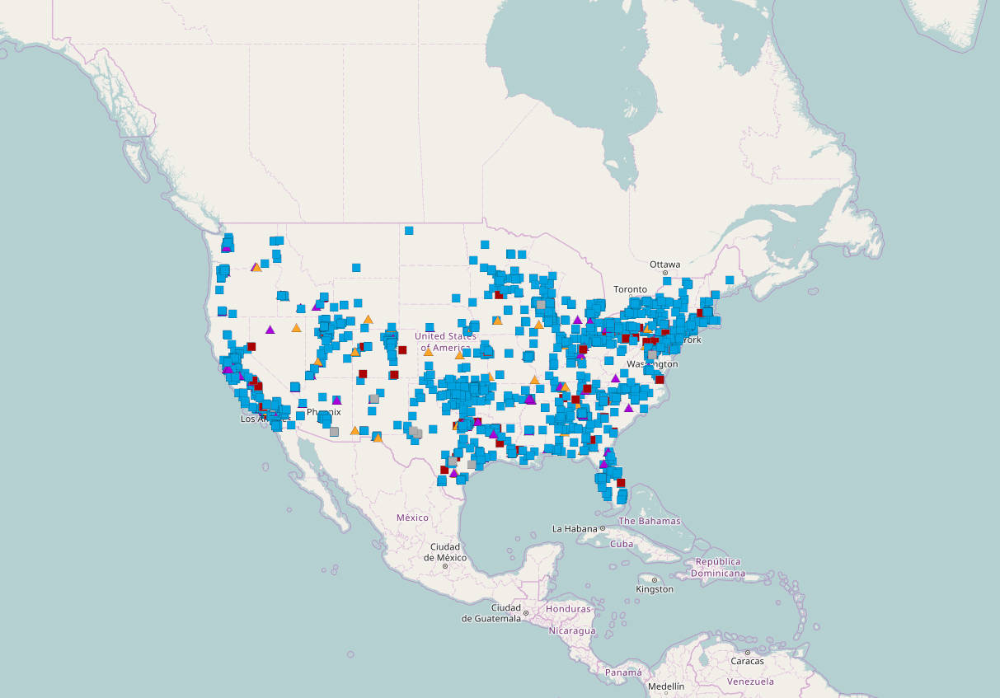 Ottawa
Toronto
United States
of America
York
Washington
Phoenix
Los Angeles
México
La Habana
The Bahamas
Cuba
Ciudad
de México
República
Dominicana
Kingston
Ciudad
de Guatemala
Honduras
Nicaragua
Caracas
Panamá
Medellín
Venezuela